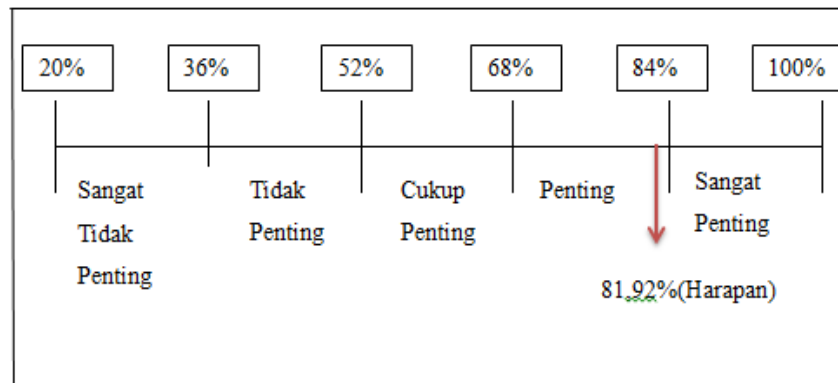 20% 36% 52% 68% 84% 100%
Sangat Tidak Cukup Penting Sangat
Tidak Penting Penting Penting
Penting
81.92%(Harapan)